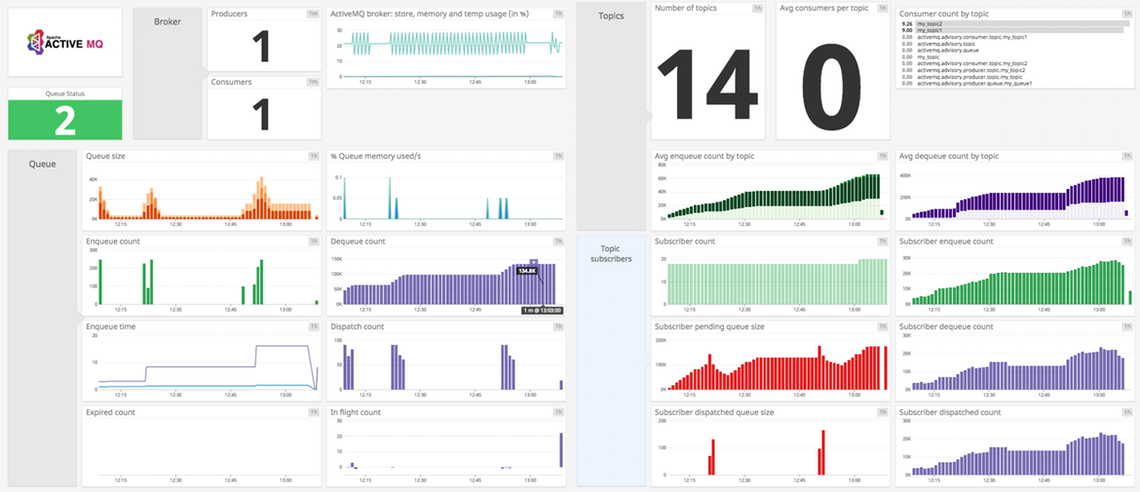 Apache
ACTIVE MQ
Queue Status
2
Broker
Producers 1m
1
Consumers 1m
1
ActiveMQ broker: store, memory and temp usage (in %) 1h
30
20
10
0
12:15 12:30 12:45 13:00
Topics
Number of topics 1m
14
Avg consumers per topic 1h
0
Consumer count by topic 1h
9.26 my_topic2
9.00 my_topic1
0.00 activemq.advisory.consumer.topic.my_topic1
0.00 activemq.advisory.topic
0.00 activemq.advisory.queue
0.00 my_topic
0.00 activemq.advisory.consumer.topic.my_topic2
0.00 activemq.advisory.producer.topic.my_topic2
0.00 activemq.advisory.producer.topic.my_topic
0.00 activemq.advisory.producer.queue.my_queue1
Queue
Queue size 1h
40K
20K
0K
12:15 12:30 12:45 13:00
% Queue memory used/s 1h
0.1
0.05
0
12:15 12:30 12:45 13:00
Enqueue count 1h
300
200
100
0
12:15 12:30 12:45 13:00
Dequeue count 1h
150K
100K
50K
0K
134.8K
12:15 12:30 12:45
1 m @ 13:03:00
Enqueue time 1h
20
10
0
12:15 12:30 12:45 13:00
Dispatch count 1h
100
50
0
12:15 12:30 12:45 13:00
Expired count 1h
12:15 12:30 12:45 13:00
In flight count 1h
30
20
10
0
12:15 12:30 12:45 13:00
Avg enqueue count by topic 1h
80K
60K
40K
20K
0K
12:15 12:30 12:45 13:00
Avg dequeue count by topic 1h
400K
200K
0K
12:15 12:30 12:45 13:00
Topic
subscribers
Subscriber count 1h
20
10
0
12:15 12:30 12:45 13:00
Subscriber enqueue count 1h
30K
20K
10K
0K
12:15 12:30 12:45 13:00
Subscriber pending queue size 1h
200K
100K
0K
12:15 12:30 12:45 13:00
Subscriber dequeue count 1h
30K
20K
10K
0K
12:15 12:30 12:45 13:00
Subscriber dispatched queue size 1h
200
100
0
12:15 12:30 12:45 13:00
Subscriber dispatched count 1h
30K
20K
10K
0K
12:15 12:30 12:45 13:00